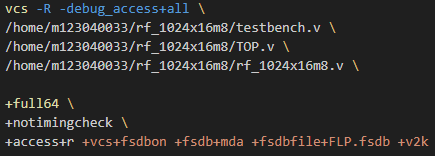 vcs -R -debug_access+all \
/home/m123040033/rf_1024x16m8/testbench.v \
/home/m123040033/rf_1024x16m8/TOP.v \
/home/m123040033/rf_1024x16m8/rf_1024x16m8.v \
+full64 \
+notimingcheck \
+access+r +vcs+fsdbon +fsdb+mda +fsdbfile+FLP.fsdb +v2k